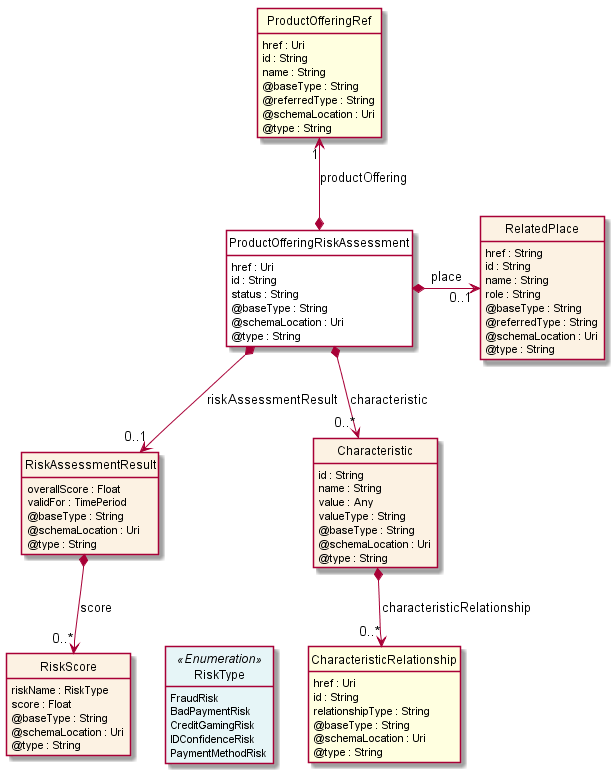 ProductOfferingRef
href : Uri
id : String
name : String
@baseType : String
@referredType : String
@schemaLocation : Uri
@type : String
1
productOffering
ProductOfferingRiskAssessment
href : Uri
id : String
status : String
@baseType : String
@schemaLocation : Uri
@type : String
place
0..1
RelatedPlace
href : String
id : String
name : String
role : String
@baseType : String
@referredType : String
@schemaLocation : Uri
@type : String
riskAssessmentResult
0..1
characteristic
0..*
RiskAssessmentResult
overallScore : Float
validFor : TimePeriod
@baseType : String
@schemaLocation : Uri
@type : String
Characteristic
id : String
name : String
value : Any
valueType : String
@baseType : String
@schemaLocation : Uri
@type : String
score
0..*
characteristicRelationship
0..*
RiskScore
riskName : RiskType
score : Float
@baseType : String
@schemaLocation : Uri
@type : String
«Enumeration»
RiskType
FraudRisk
BadPaymentRisk
CreditGamingRisk
IDConfidenceRisk
PaymentMethodRisk
CharacteristicRelationship
href : Uri
id : String
relationshipType : String
@baseType : String
@schemaLocation : Uri
@type : String